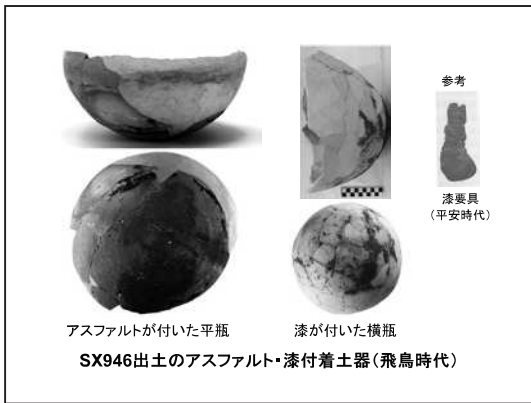 参考
漆要具
(平安時代)
アスファルトが付いた平瓶
漆が付いた横瓶
SX946出土のアスファルト・漆付着土器(飛鳥時代)